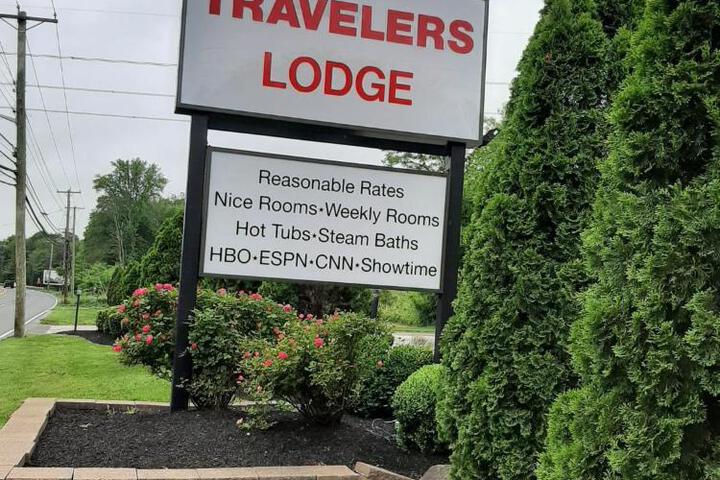 TRAVELERS
LODGE
Reasonable Rates
Nice Rooms•Weekly Rooms
Hot Tubs•Steam Baths
HBO•ESPN•CNN•Showtime